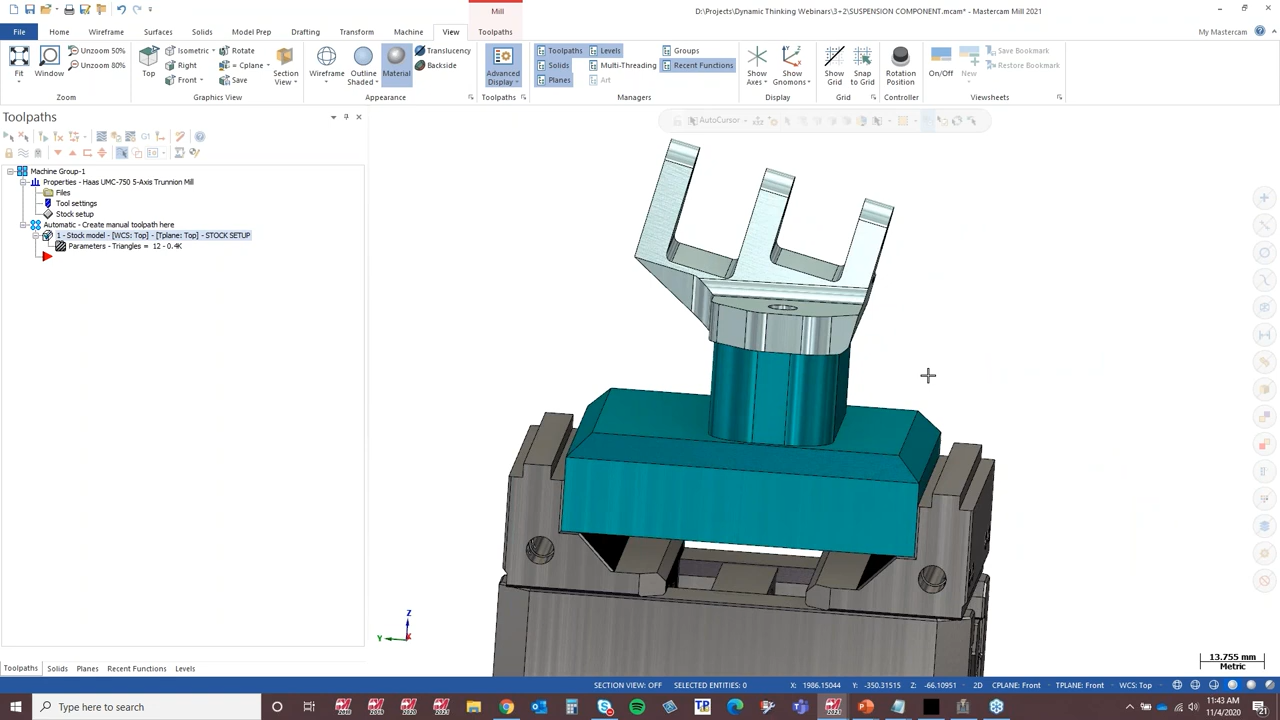 Mill
D:\Projects\Dynamic Thinking Webinars\3+2\SUSPENSION COMPONENT.mcam* - Mastercam Mill 2021
File
Home
Wireframe
Surfaces
Solids
Model Prep
Drafting
Transform
Machine
View
Toolpaths
My Mastercam
Fit
Window
Unzoom 50%
Unzoom 80%
Zoom
Top
Isometric
Right
Front
Rotate
= Cplane
Save
Section View
Graphics View
Wireframe
Outline Shaded
Material
Translucency
Backside
Appearance
Advanced Display
Toolpaths
Toolpaths
Solids
Planes
Levels
Multi-Threading
Art
Groups
Recent Functions
Managers
Show Axes
Show Gnomons
Display
Show Grid
Snap to Grid
Grid
Rotation Position
Controller
On/Off
New
Save Bookmark
Restore Bookmark
Viewsheets
Toolpaths
AutoCursor
G1
Machine Group-1
Properties - Haas UMC-750 5-Axis Trunnion Mill
Files
Tool settings
Stock setup
Automatic - Create manual toolpath here
1 - Stock model - [WCS: Top] - [Tplane: Top] - STOCK SETUP
Parameters - Triangles = 12 - 0.4K
Z
Y
X
13.755 mm
Metric
Toolpaths
Solids
Planes
Recent Functions
Levels
SECTION VIEW: OFF
SELECTED ENTITIES: 0
X: 1986.15044
Y: -350.31515
Z: -66.10951
2D
CPLANE: Front
TPLANE: Front
WCS: Top
Type here to search
11:43 AM
11/4/2020